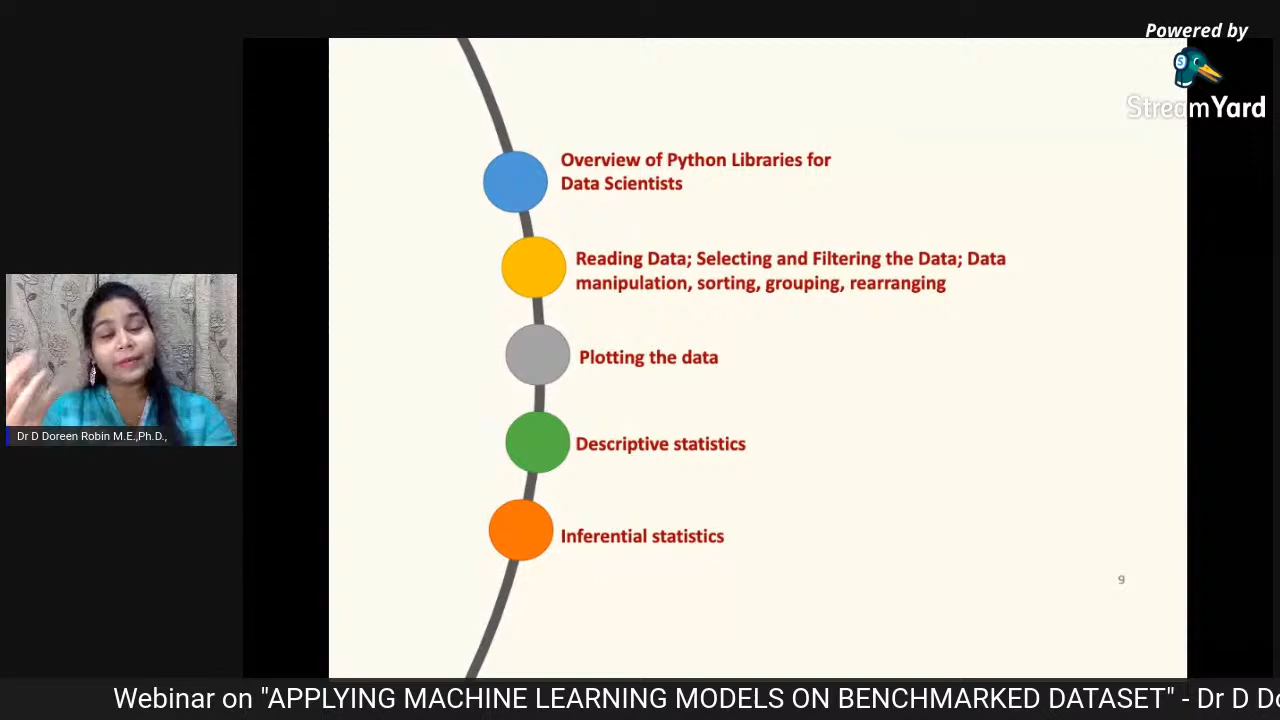 Powered by
StreamYard
Overview of Python Libraries for
Data Scientists
Reading Data; Selecting and Filtering the Data; Data
manipulation, sorting, grouping, rearranging
Plotting the data
Descriptive statistics
Inferential statistics
9
Dr D Doreen Robin M.E.,Ph.D.,
Webinar on "APPLYING MACHINE LEARNING MODELS ON BENCHMARKED DATASET" - Dr D Do